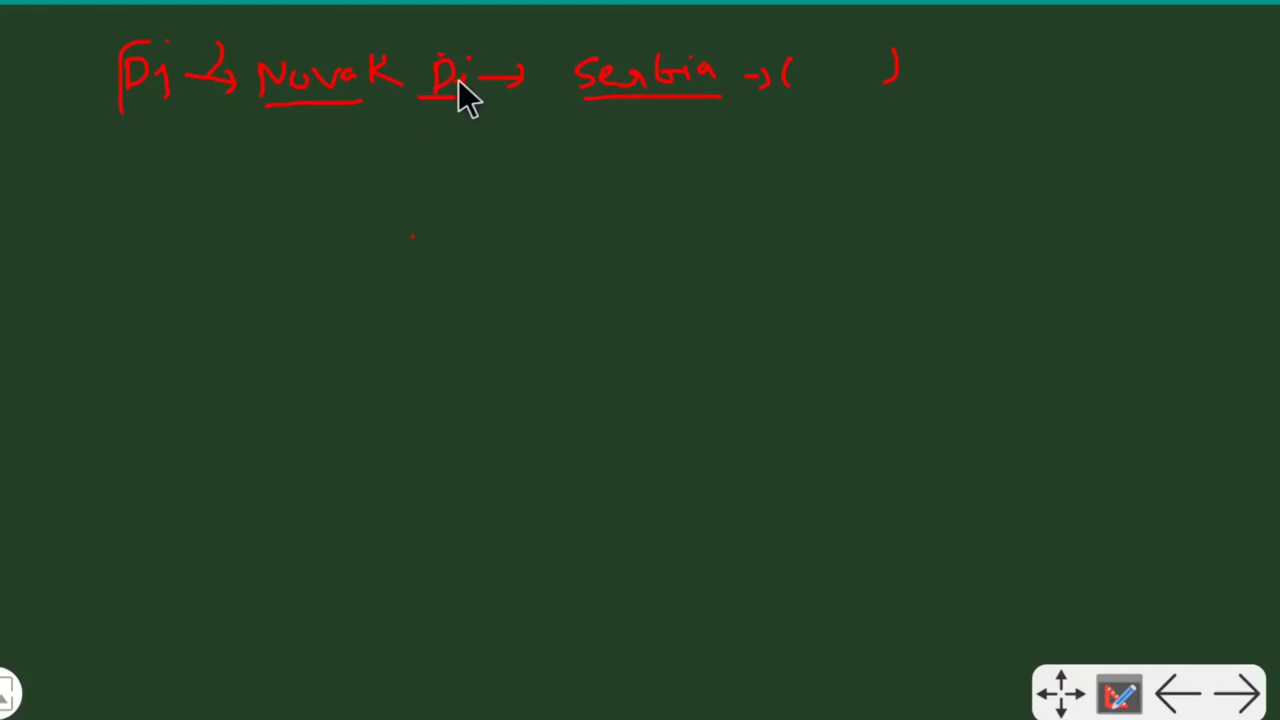 Dj → Novak Dj → Serbia → ( )